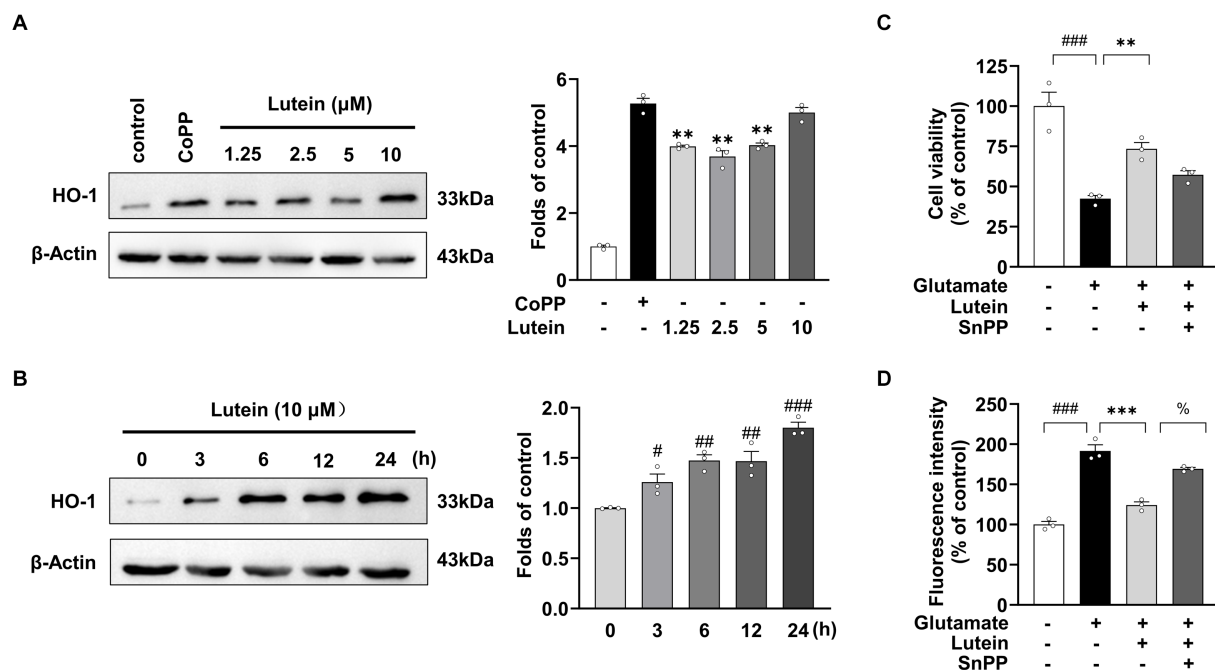 A
control
CoPP
Lutein (μM)
1.25 2.5 5 10
HO-1 33kDa
β-Actin 43kDa
Folds of control
6
4
2
0
** ** **
CoPP - + - - - -
Lutein - - 1.25 2.5 5 10
B
Lutein (10 μM）
0 3 6 12 24 (h)
HO-1 33kDa
β-Actin 43kDa
Folds of control
2.0
1.5
1.0
0.5
0.0
# ## ## ###
0 3 6 12 24 (h)
C
### **
Cell viability
(% of control)
125
100
75
50
25
0
Glutamate - + + +
Lutein - - + +
SnPP - - - +
D
### *** %
Fluorescence intensity
(% of control)
250
200
150
100
50
0
Glutamate - + + +
Lutein - - + +
SnPP - - - +